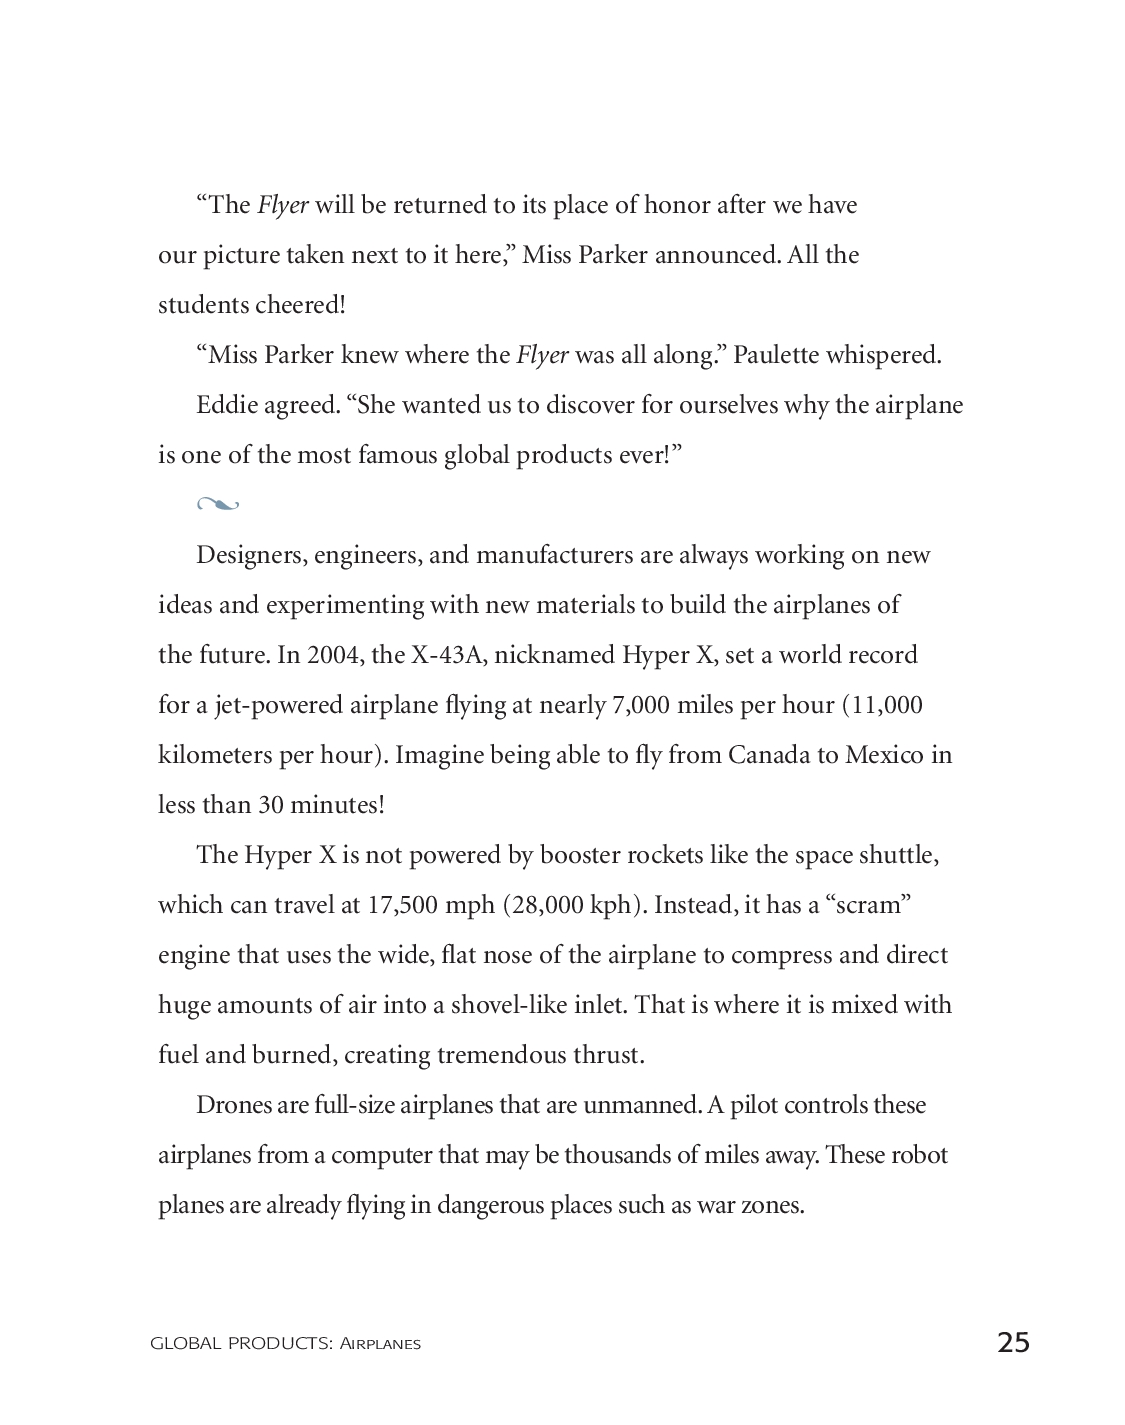 “The Flyer will be returned to its place of honor after we have
our picture taken next to it here,” Miss Parker announced. All the
students cheered!
“Miss Parker knew where the Flyer was all along.” Paulette whispered.
Eddie agreed. “She wanted us to discover for ourselves why the airplane
is one of the most famous global products ever!”
Designers, engineers, and manufacturers are always working on new
ideas and experimenting with new materials to build the airplanes of
the future. In 2004, the X-43A, nicknamed Hyper X, set a world record
for a jet-powered airplane flying at nearly 7,000 miles per hour (11,000
kilometers per hour). Imagine being able to fly from Canada to Mexico in
less than 30 minutes!
The Hyper X is not powered by booster rockets like the space shuttle,
which can travel at 17,500 mph (28,000 kph). Instead, it has a “scram”
engine that uses the wide, flat nose of the airplane to compress and direct
huge amounts of air into a shovel-like inlet. That is where it is mixed with
fuel and burned, creating tremendous thrust.
Drones are full-size airplanes that are unmanned. A pilot controls these
airplanes from a computer that may be thousands of miles away. These robot
planes are already flying in dangerous places such as war zones.
GLOBAL PRODUCTS: Airplanes 25